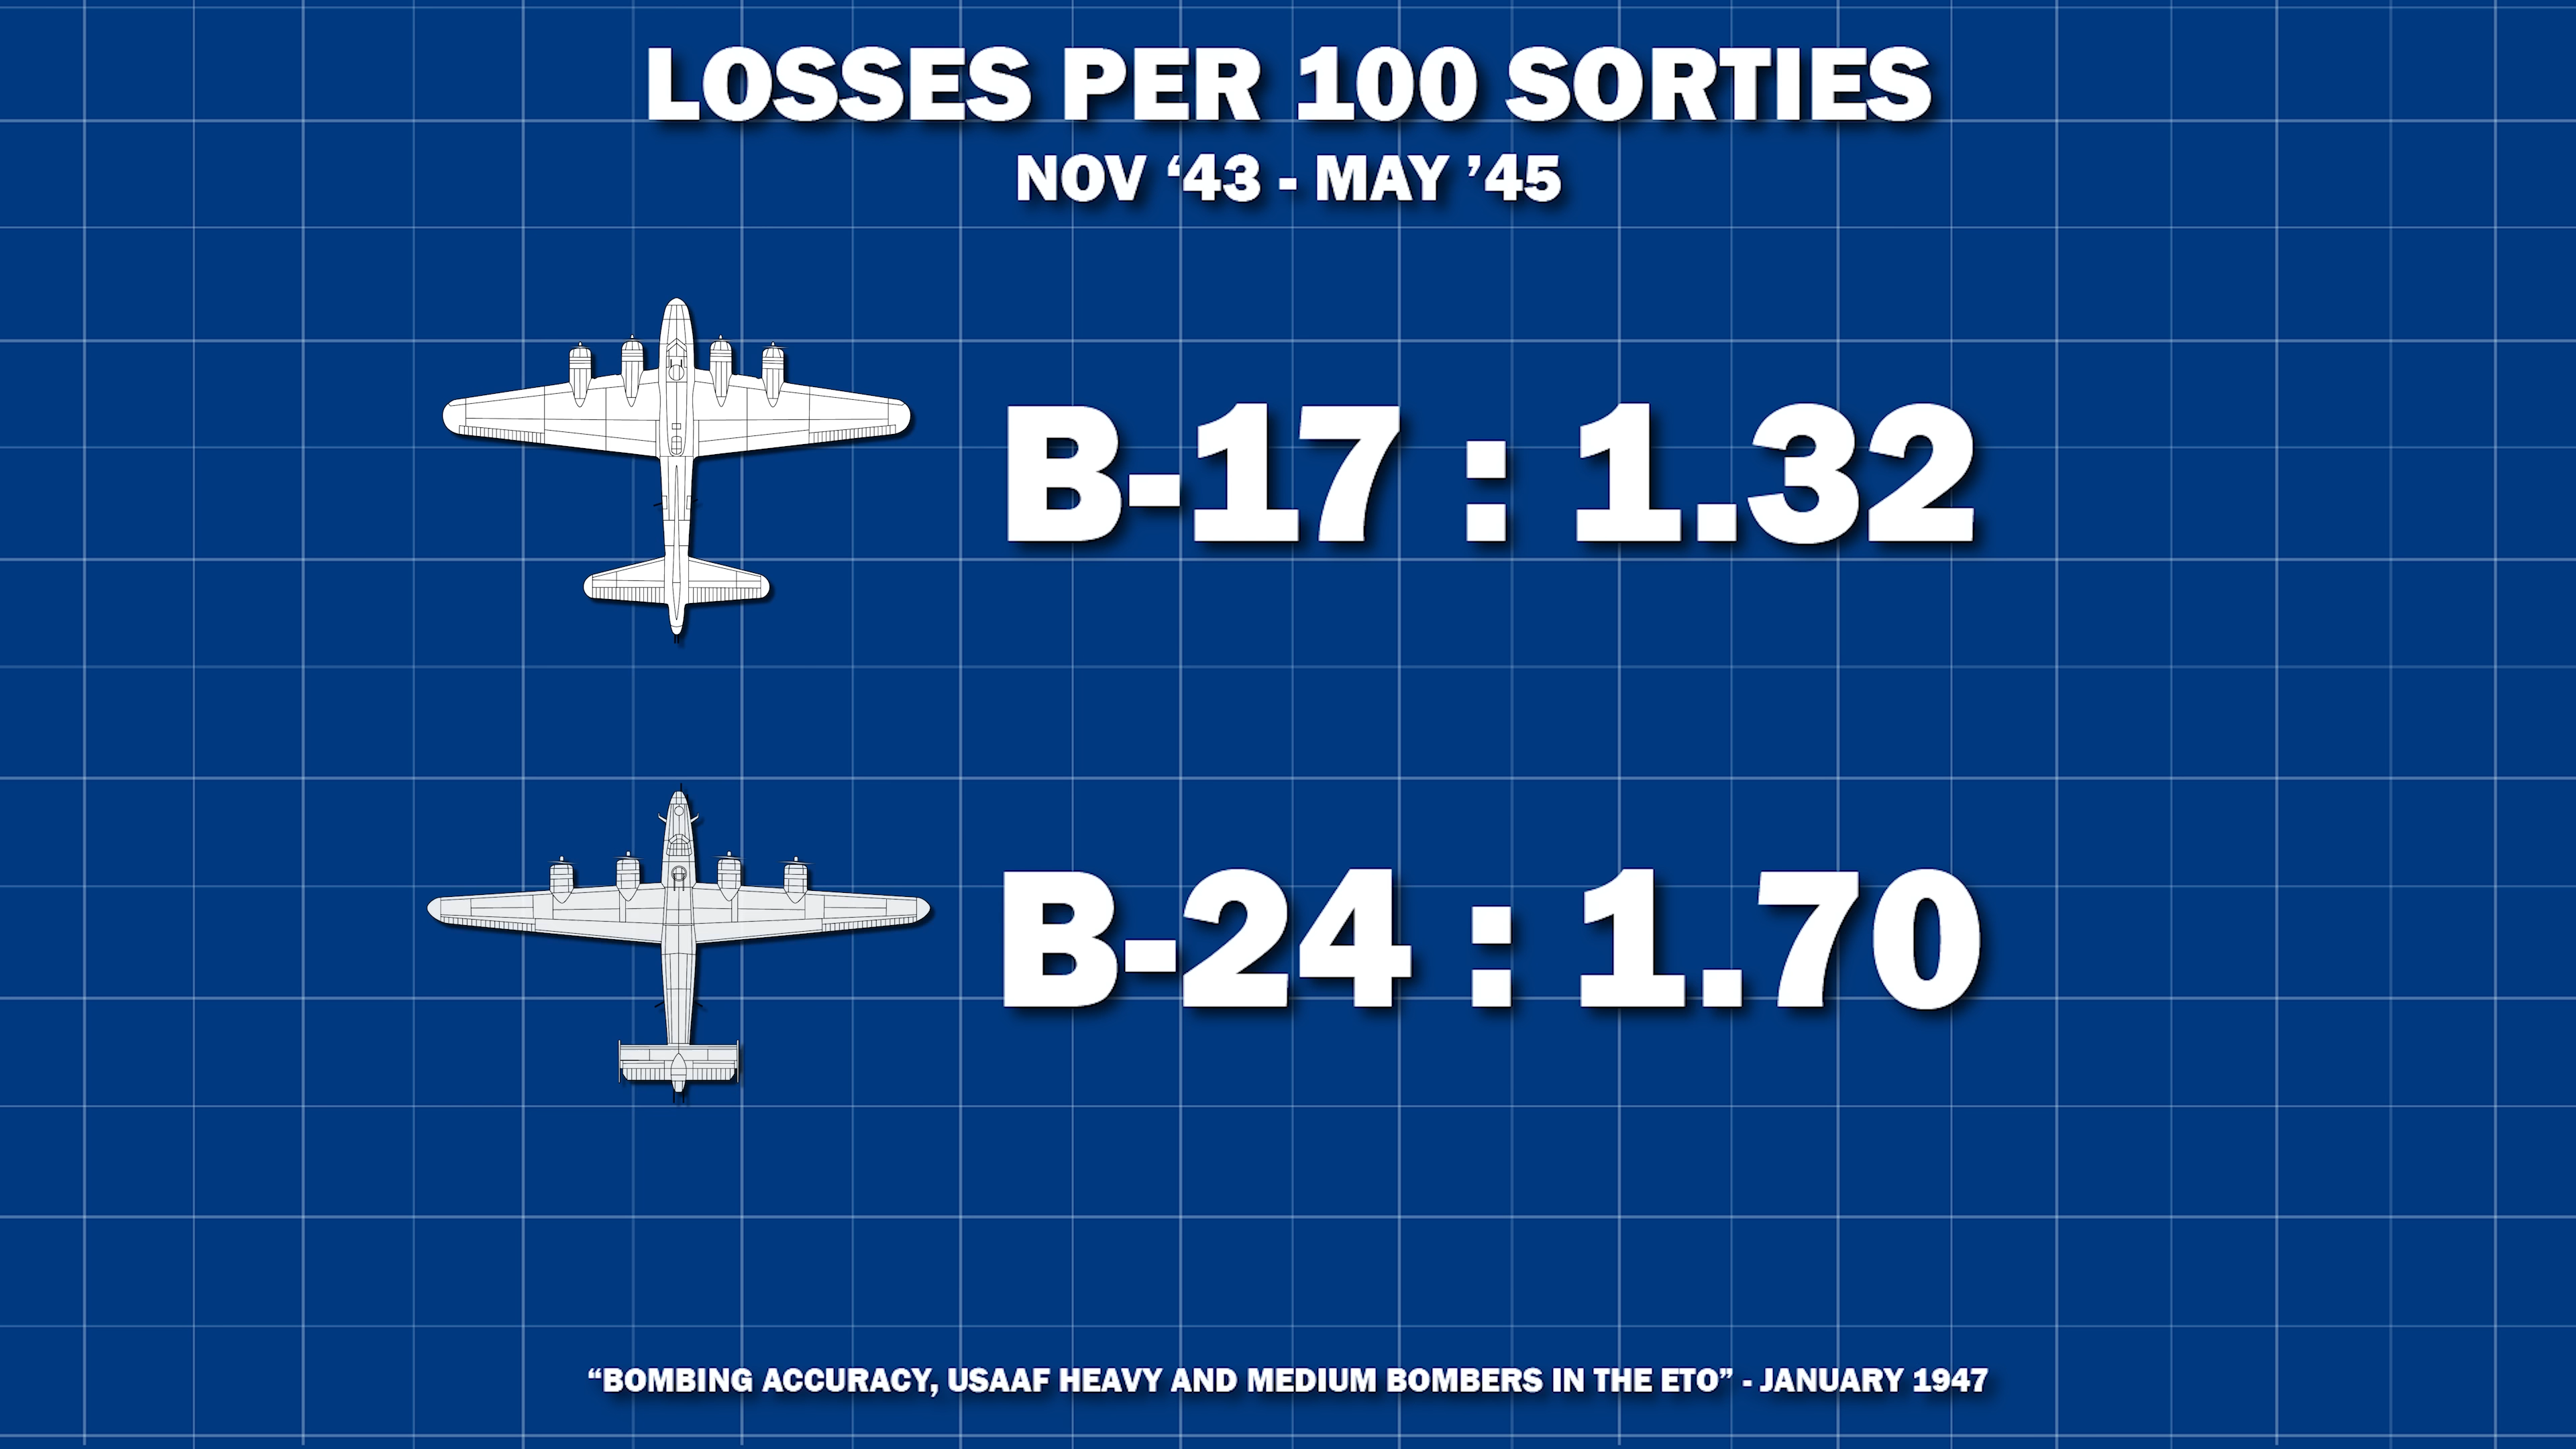 LOSSES PER 100 SORTIES
NOV ‘43 - MAY ’45
B-17 : 1.32
B-24 : 1.70
“BOMBING ACCURACY, USAAF HEAVY AND MEDIUM BOMBERS IN THE ETO” - JANUARY 1947